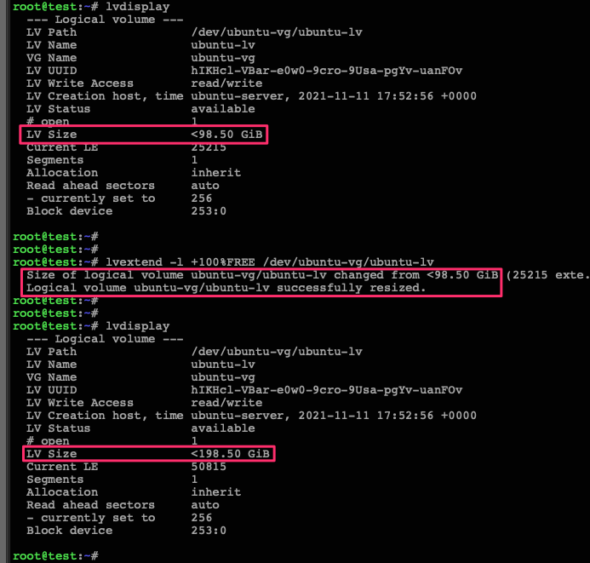 root@test:~# lvdisplay
--- Logical volume ---
LV Path /dev/ubuntu-vg/ubuntu-lv
LV Name ubuntu-lv
VG Name ubuntu-vg
LV UUID hIKHcl-VBar-e0w0-9cro-9Usa-pgYv-uanFOv
LV Write Access read/write
LV Creation host, time ubuntu-server, 2021-11-11 17:52:56 +0000
LV Status available
# open 1
LV Size <98.50 GiB
Current LE 25215
Segments 1
Allocation inherit
Read ahead sectors auto
- currently set to 256
Block device 253:0
root@test:~#
root@test:~#
root@test:~# lvextend -l +100%FREE /dev/ubuntu-vg/ubuntu-lv
Size of logical volume ubuntu-vg/ubuntu-lv changed from <98.50 GiB (25215 exte.
Logical volume ubuntu-vg/ubuntu-lv successfully resized.
root@test:~#
root@test:~#
root@test:~# lvdisplay
--- Logical volume ---
LV Path /dev/ubuntu-vg/ubuntu-lv
LV Name ubuntu-lv
VG Name ubuntu-vg
LV UUID hIKHcl-VBar-e0w0-9cro-9Usa-pgYv-uanFOv
LV Write Access read/write
LV Creation host, time ubuntu-server, 2021-11-11 17:52:56 +0000
LV Status available
# open 1
LV Size <198.50 GiB
Current LE 50815
Segments 1
Allocation inherit
Read ahead sectors auto
- currently set to 256
Block device 253:0
root@test:~#